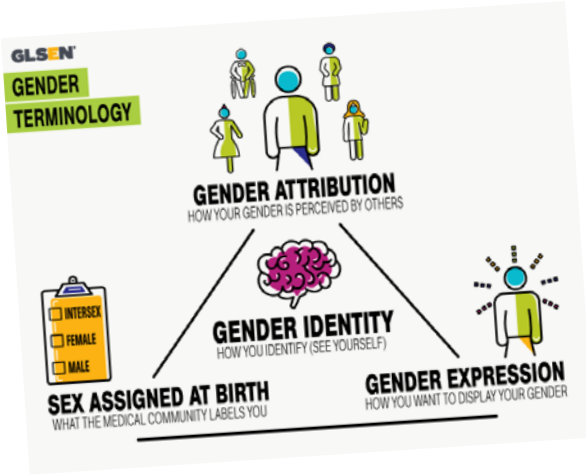 GLSEN®
GENDER
TERMINOLOGY
GENDER ATTRIBUTION
HOW YOUR GENDER IS PERCEIVED BY OTHERS
INTERSEX
FEMALE
MALE
GENDER IDENTITY
HOW YOU IDENTIFY (SEE YOURSELF)
SEX ASSIGNED AT BIRTH
WHAT THE MEDICAL COMMUNITY LABELS YOU
GENDER EXPRESSION
HOW YOU WANT TO DISPLAY YOUR GENDER